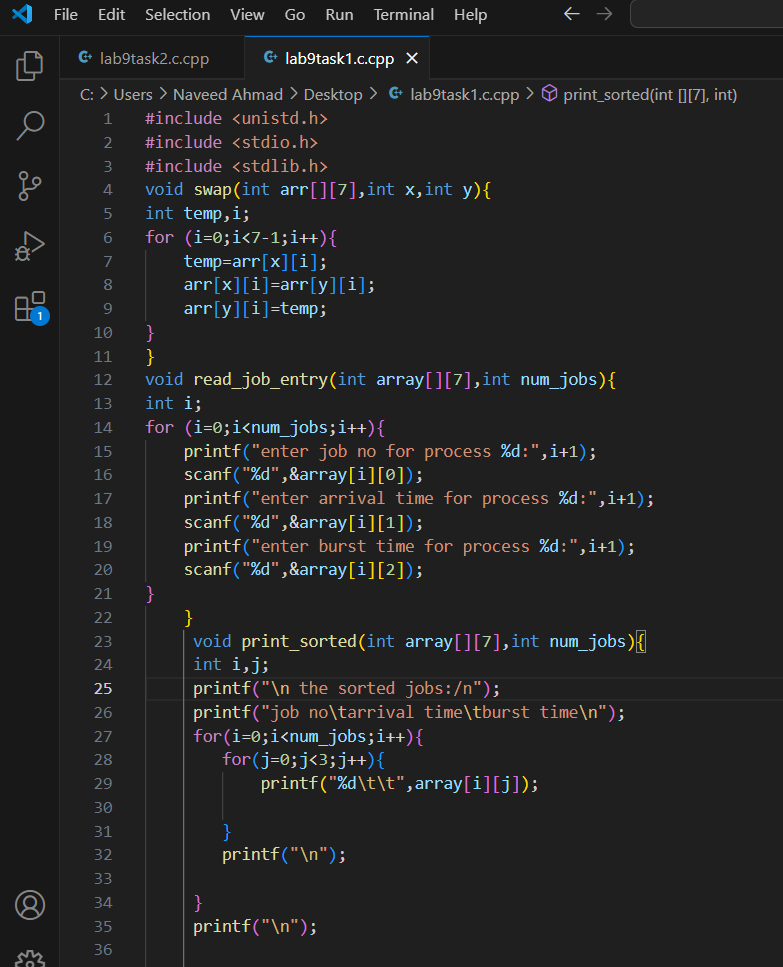 File Edit Selection View Go Run Terminal Help
lab9task2.c.cpp lab9task1.c.cpp
C: > Users > Naveed Ahmad > Desktop > lab9task1.c.cpp > print_sorted(int [][7], int)
1 #include <unistd.h>
2 #include <stdio.h>
3 #include <stdlib.h>
4 void swap(int arr[][7],int x,int y){
5 int temp,i;
6 for (i=0;i<7-1;i++){
7 temp=arr[x][i];
8 arr[x][i]=arr[y][i];
9 arr[y][i]=temp;
10 }
11 }
12 void read_job_entry(int array[][7],int num_jobs){
13 int i;
14 for (i=0;i<num_jobs;i++){
15 printf("enter job no for process %d:",i+1);
16 scanf("%d",&array[i][0]);
17 printf("enter arrival time for process %d:",i+1);
18 scanf("%d",&array[i][1]);
19 printf("enter burst time for process %d:",i+1);
20 scanf("%d",&array[i][2]);
21 }
22 }
23 void print_sorted(int array[][7],int num_jobs){
24 int i,j;
25 printf("\n the sorted jobs:/n");
26 printf("job no\tarrival time\tburst time\n");
27 for(i=0;i<num_jobs;i++){
28 for(j=0;j<3;j++){
29 printf("%d\t\t",array[i][j]);
30
31 }
32 printf("\n");
33
34 }
35 printf("\n");
36
1